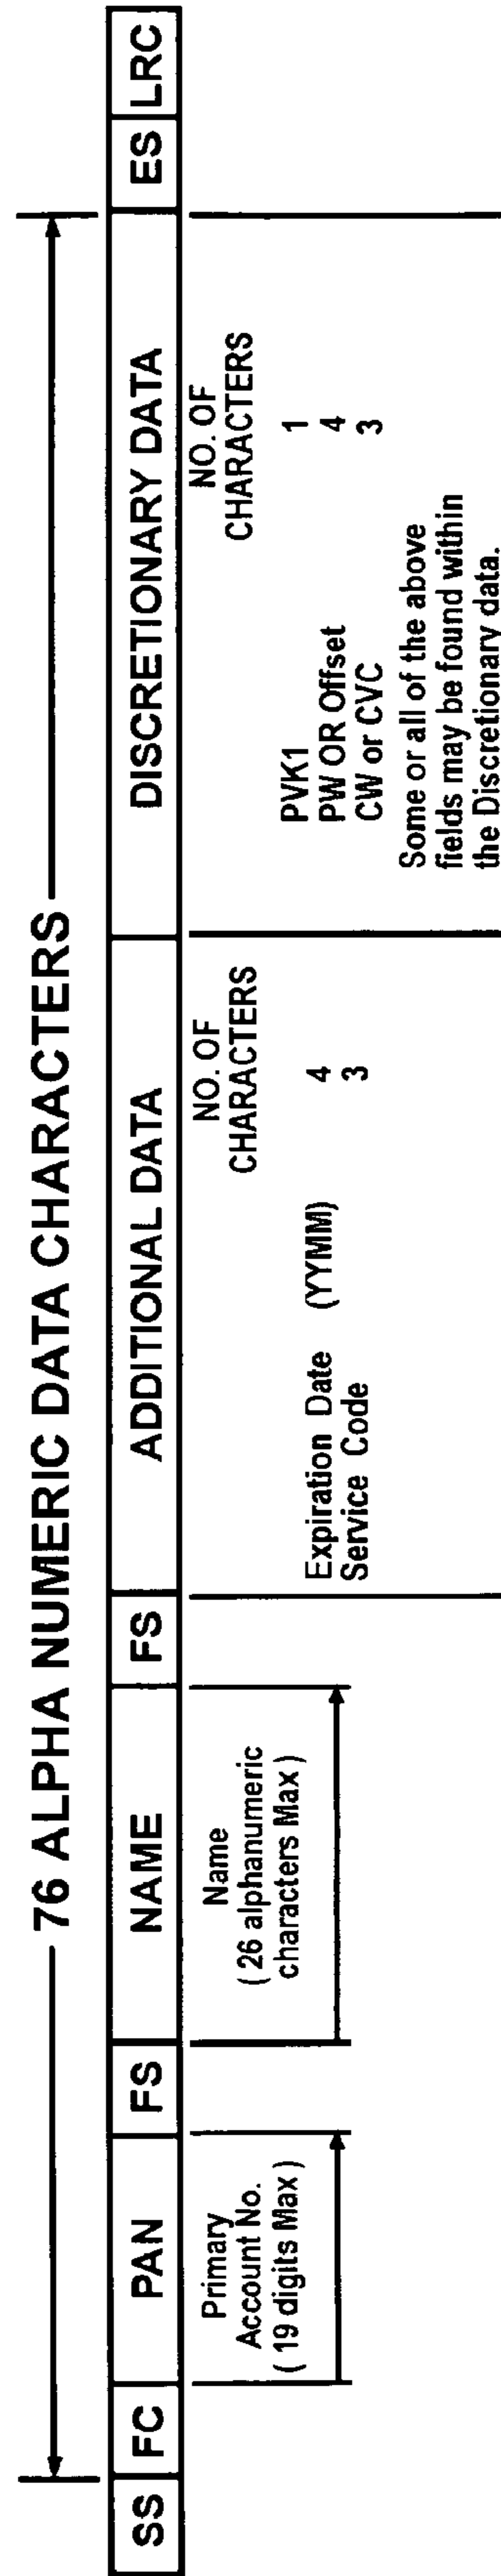 76 ALPHA NUMERIC DATA CHARACTERS
SS FC PAN FS NAME FS ADDITIONAL DATA DISCRETIONARY DATA ES LRC
Primary
Account No.
( 19 digits Max )
Name
( 26 alphanumeric
characters Max )
NO. OF
CHARACTERS
Expiration Date (YYMM) 4
Service Code 3
NO. OF
CHARACTERS
PVK1 1
PW OR Offset 4
CW or CVC 3
Some or all of the above
fields may be found within
the Discretionary data.